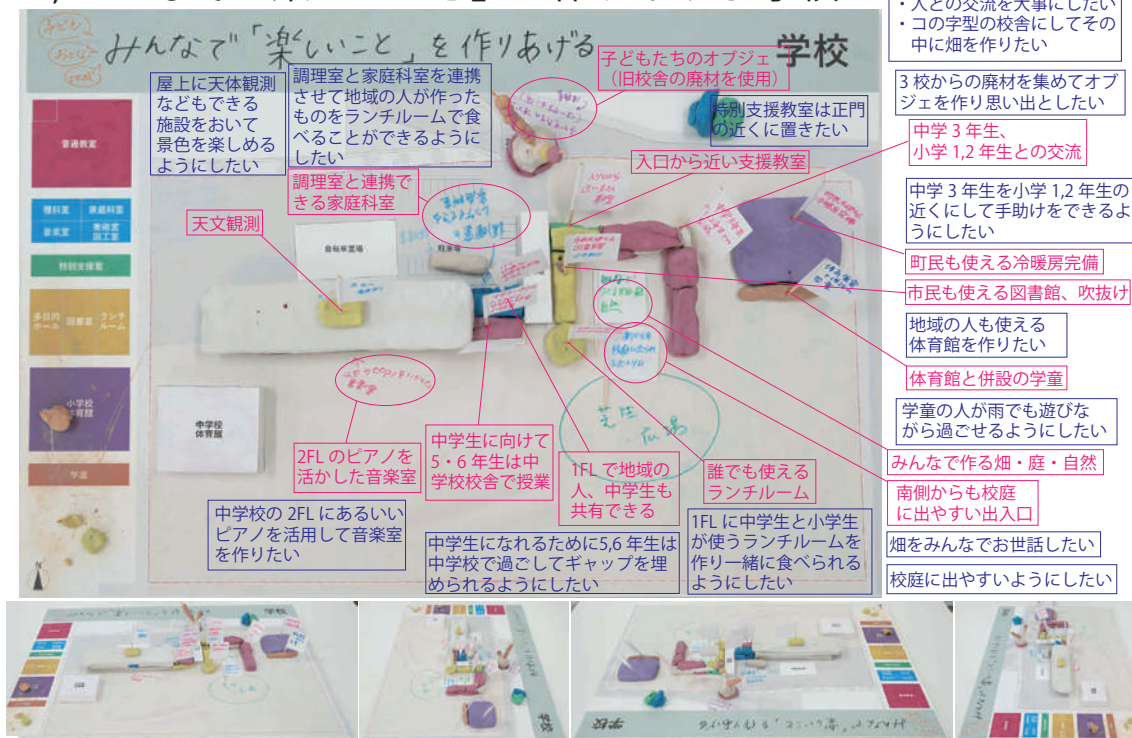 ・人との交流を大事にしたい
・コの字型の校舎にしてその
中に畑を作りたい
みんなで「楽しいこと」を作りあげる
学校
子ども
おとな
地域
屋上に天体観測
などもできる
施設をおいて
景色を楽しめる
ようにしたい
調理室と家庭科室を連携
させて地域の人が作った
ものをランチルームで食
べることができるように
したい
子どもたちのオブジェ
（旧校舎の廃材を使用）
特別支援教室は正門
の近くに置きたい
3 校からの廃材を集めてオブ
ジェを作り思い出としたい
中学 3 年生、
小学 1,2 年生との交流
入口から近い支援教室
調理室と連携で
きる家庭科室
天文観測
中学 3 年生を小学 1,2 年生の
近くにして手助けをできるよ
うにしたい
町民も使える冷暖房完備
市民も使える図書館、吹抜け
地域の人も使える
体育館を作りたい
体育館と併設の学童
学童の人が雨でも遊びな
がら過ごせるようにしたい
みんなで作る畑・庭・自然
南側からも校庭
に出やすい出入口
畑をみんなでお世話したい
校庭に出やすいようにしたい
普通教室
理科室
家庭科室
音楽室
美術室
図工室
特別支援室
多目的
ホール
図書室
ランチ
ルーム
小学校
体育館
学童
自転車置場
駐車場
中学校
体育館
芝生
広場
2FL のピアノを
活かした音楽室
中学生に向けて
5・6 年生は中
学校校舎で授業
1FL で地域の
人、中学生も
共有できる
誰でも使える
ランチルーム
中学校の 2FL にあるいい
ピアノを活用して音楽室
を作りたい
中学生になれるために5,6 年生は
中学校で過ごしてギャップを埋
められるようにしたい
1FL に中学生と小学生
が使うランチルームを
作り一緒に食べられる
ようにしたい
学校
学校
学校